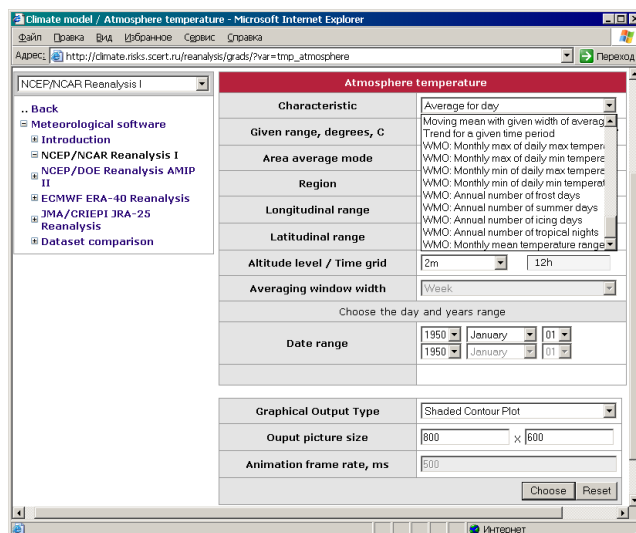 Climate model / Atmosphere temperature - Microsoft Internet Explorer
Файл Правка Вид Избранное Сервис Справка
Адрес: http://climate.risks.scert.ru/reanalysis/grads/?var=tmp_atmosphere Переход
NCEP/NCAR Reanalysis I
.. Back
Meteorological software
Introduction
NCEP/NCAR Reanalysis I
NCEP/DOE Reanalysis AMIP
II
ECMWF ERA-40 Reanalysis
JMA/CRIEPI JRA-25
Reanalysis
Dataset comparison
Atmosphere temperature
Characteristic Average for day
Moving mean with given width of averag
Given range, degrees, C
Trend for a given time period
WMO: Monthly max of daily max tempera
Area average mode
WMO: Monthly max of daily min tempera
WMO: Monthly min of daily max tempera
Region
WMO: Monthly min of daily min temperat
WMO: Annual number of frost days
Longitudinal range
WMO: Annual number of summer days
WMO: Annual number of icing days
Latitudinal range
WMO: Annual number of tropical nights
WMO: Monthly mean temperature range
Altitude level / Time grid 2m 12h
Averaging window width Week
Choose the day and years range
Date range
1950 January 01
1950 January 01
Graphical Output Type Shaded Contour Plot
Ouput picture size 800 x 600
Animation frame rate, ms 500
Choose Reset
Интернет